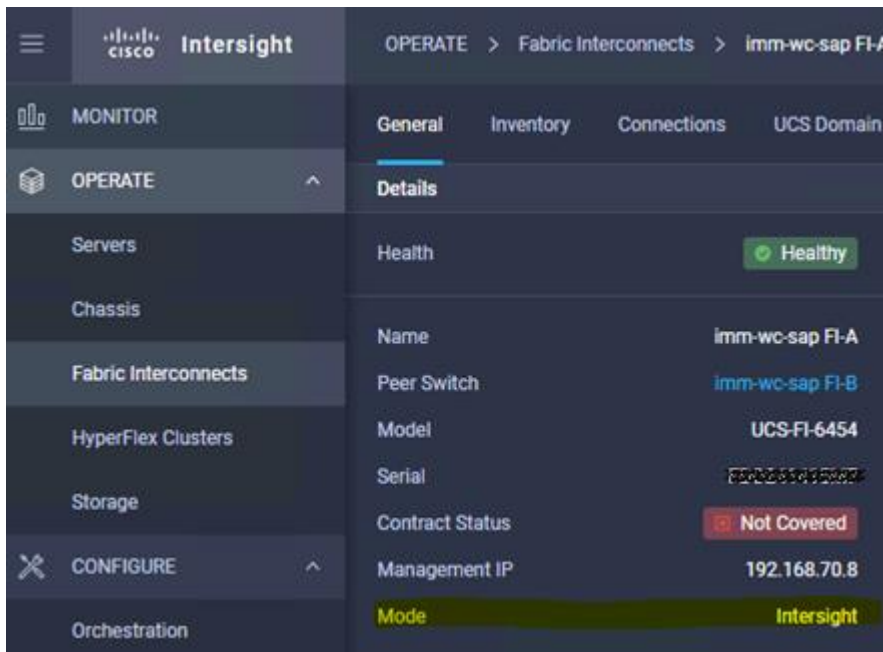 cisco Intersight
OPERATE > Fabric Interconnects > imm-wc-sap FI-A
MONITOR
OPERATE
Servers
Chassis
Fabric Interconnects
HyperFlex Clusters
Storage
CONFIGURE
Orchestration
General Inventory Connections UCS Domain
Details
Health Healthy
Name imm-wc-sap FI-A
Peer Switch imm-wc-sap FI-B
Model UCS-FI-6454
Serial
Contract Status Not Covered
Management IP 192.168.70.8
Mode Intersight